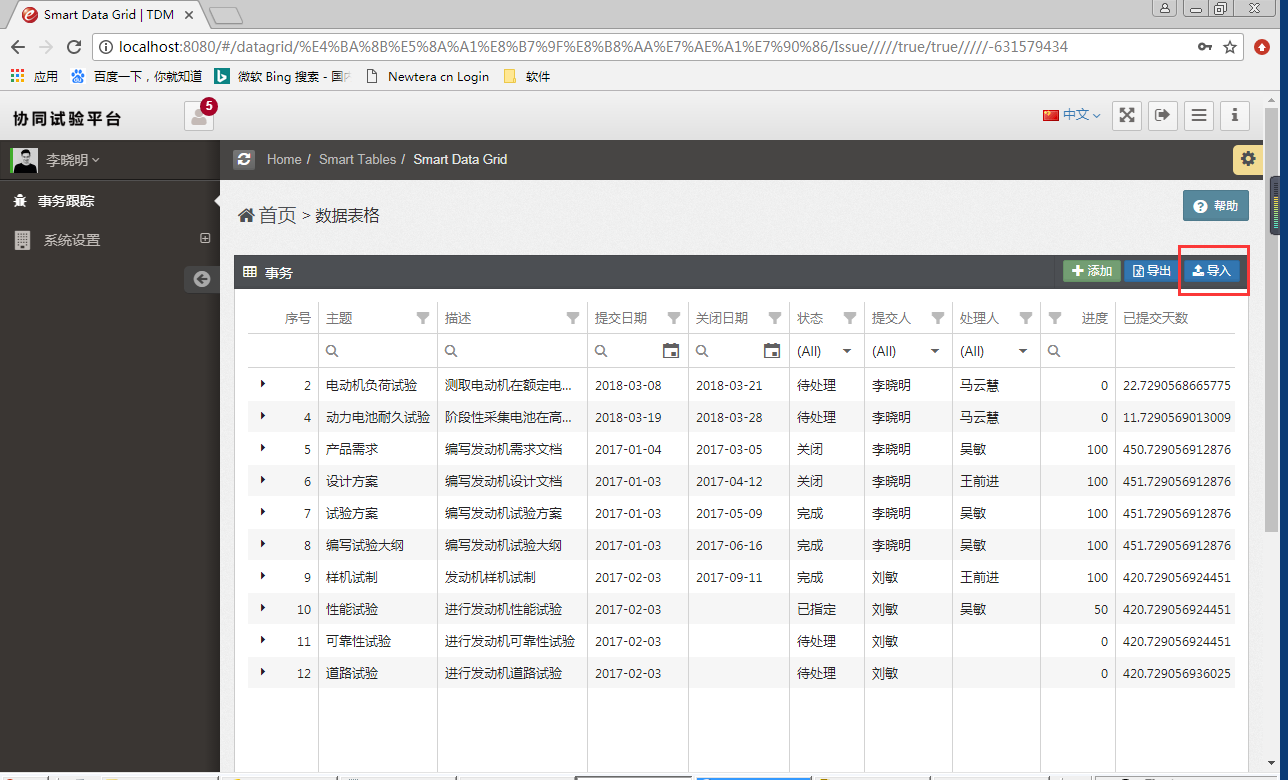 Smart Data Grid | TDM
localhost:8080/#/datagrid/%E4%BA%8B%E5%8A%A1%E8%B7%9F%E8%B8%AA%E7%AE%A1%E7%90%86/Issue/////true/true/////-631579434
应用 百度一下，你就知道 微软 Bing 搜索 - 国内 Newtera cn Login 软件
协同试验平台 5 中文
李晓明 Home / Smart Tables / Smart Data Grid
事务跟踪
系统设置
首页 > 数据表格 帮助
事务 添加 导出 导入
序号 主题 描述 提交日期 关闭日期 状态 提交人 处理人 进度 已提交天数
(All) (All) (All)
2 电动机负荷试验 测取电动机在额定电... 2018-03-08 2018-03-21 待处理 李晓明 马云慧 0 22.7290568665775
4 动力电池耐久试验 阶段性采集电池在高... 2018-03-19 2018-03-28 待处理 李晓明 马云慧 0 11.7290569013009
5 产品需求 编写发动机需求文档 2017-01-04 2017-03-05 关闭 李晓明 吴敏 100 450.729056912876
6 设计方案 编写发动机设计文档 2017-01-03 2017-04-12 关闭 李晓明 王前进 100 451.729056912876
7 试验方案 编写发动机试验方案 2017-01-03 2017-05-09 完成 李晓明 吴敏 100 451.729056912876
8 编写试验大纲 编写发动机试验大纲 2017-01-03 2017-06-16 完成 李晓明 吴敏 100 451.729056912876
9 样机试制 发动机样机试制 2017-02-03 2017-09-11 完成 刘敏 王前进 100 420.729056924451
10 性能试验 进行发动机性能试验 2017-02-03 已指定 刘敏 吴敏 50 420.729056924451
11 可靠性试验 进行发动机可靠性试验 2017-02-03 待处理 刘敏 0 420.729056924451
12 道路试验 进行发动机道路试验 2017-02-03 待处理 刘敏 0 420.729056936025